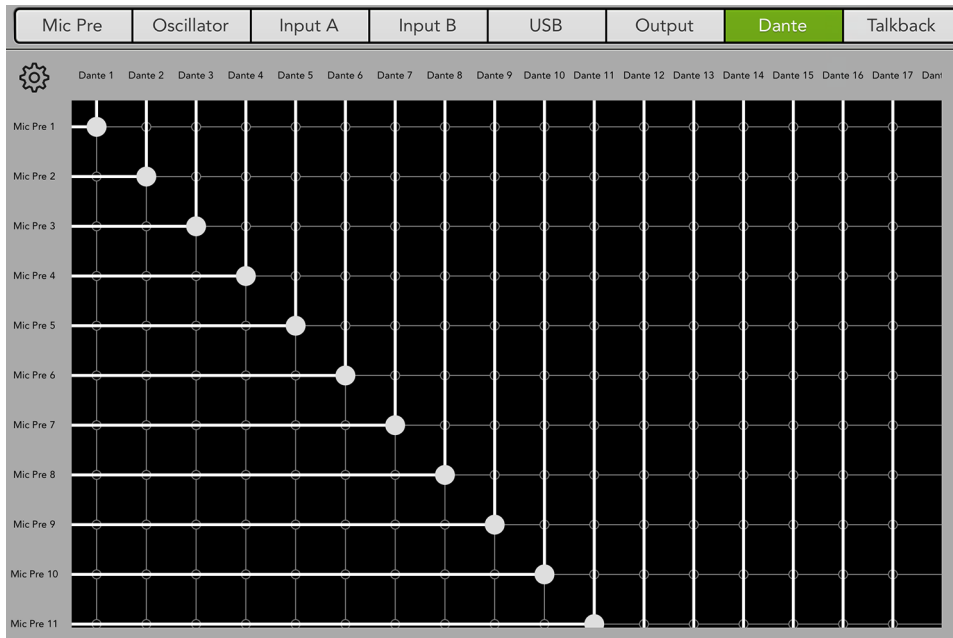 Mic Pre Oscillator Input A Input B USB Output Dante Talkback
Dante 1 Dante 2 Dante 3 Dante 4 Dante 5 Dante 6 Dante 7 Dante 8 Dante 9 Dante 10 Dante 11 Dante 12 Dante 13 Dante 14 Dante 15 Dante 16 Dante 17
Mic Pre 1
Mic Pre 2
Mic Pre 3
Mic Pre 4
Mic Pre 5
Mic Pre 6
Mic Pre 7
Mic Pre 8
Mic Pre 9
Mic Pre 10
Mic Pre 11